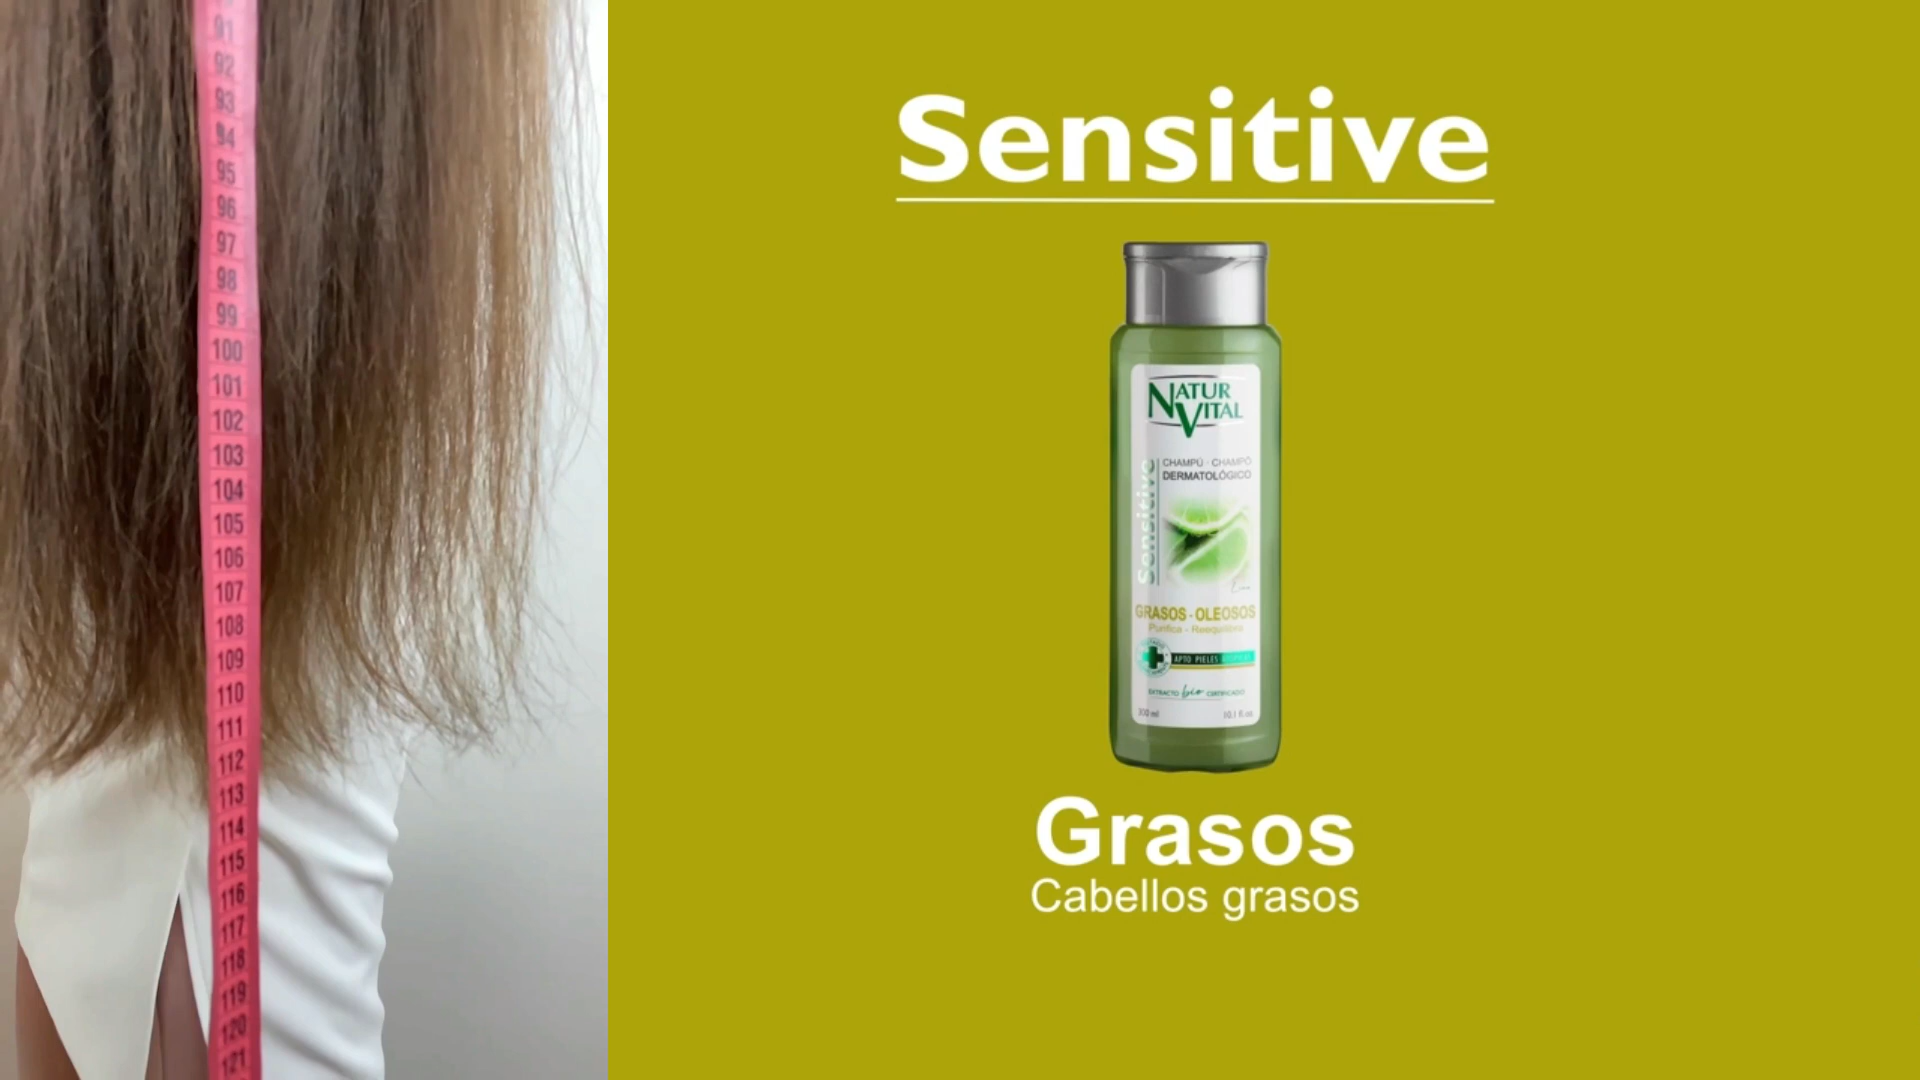 91
92
93
94
95
96
97
98
99
100
101
102
103
104
105
106
107
108
109
110
111
112
113
114
115
116
117
118
119
120
121
Sensitive
NATUR
VITAL
CHAMPÚ - CHAMPÔ
DERMATOLÓGICO
Sensitive
GRASOS - OLEOSOS
Purifica - Reequilibra
APTO PIELES
EXTRACTO bio CERTIFICADO
300 ml 10.1 fl.oz.
Grasos
Cabellos grasos